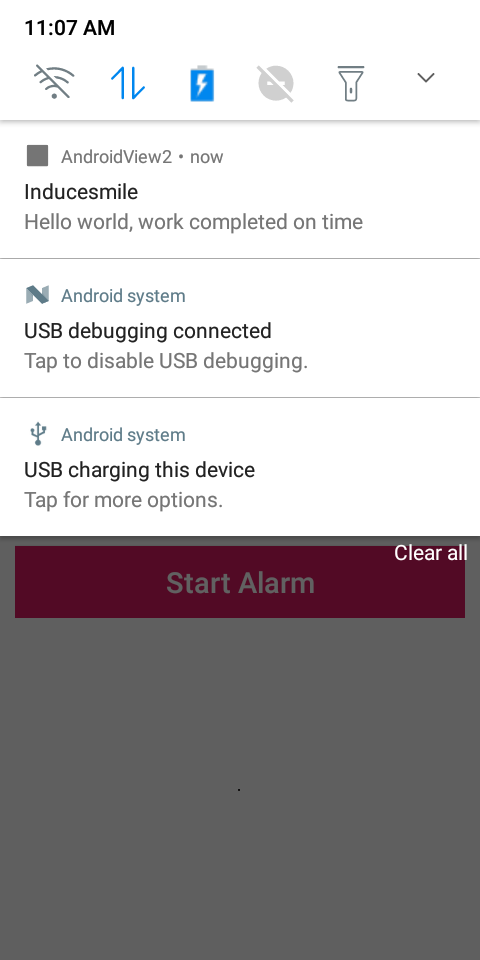 11:07 AM
AndroidView2 • now
Inducesmile
Hello world, work completed on time
Android system
USB debugging connected
Tap to disable USB debugging.
Android system
USB charging this device
Tap for more options.
Clear all
Start Alarm